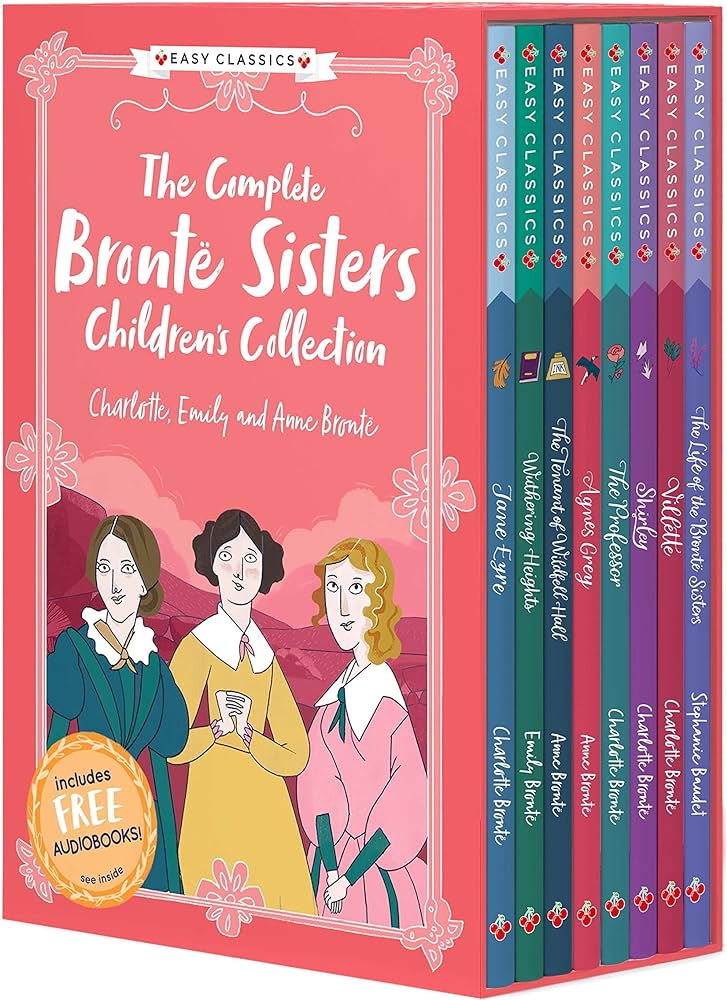 EASY CLASSICS
The Complete
Brontë Sisters
Children's Collection
Charlotte, Emily and Anne Brontë
includes
FREE
AUDIOBOOKS!
see inside
EASY CLASSICS
Jane Eyre
Charlotte Brontë
EASY CLASSICS
Wuthering Heights
Emily Brontë
EASY CLASSICS
INK
The Tenant of Wildfell Hall
Anne Brontë
EASY CLASSICS
Agnes Grey
Anne Brontë
EASY CLASSICS
The Professor
Charlotte Brontë
EASY CLASSICS
Shirley
Charlotte Brontë
EASY CLASSICS
Villette
Charlotte Brontë
EASY CLASSICS
The Life of the Brontë Sisters
Stephanie Baudet